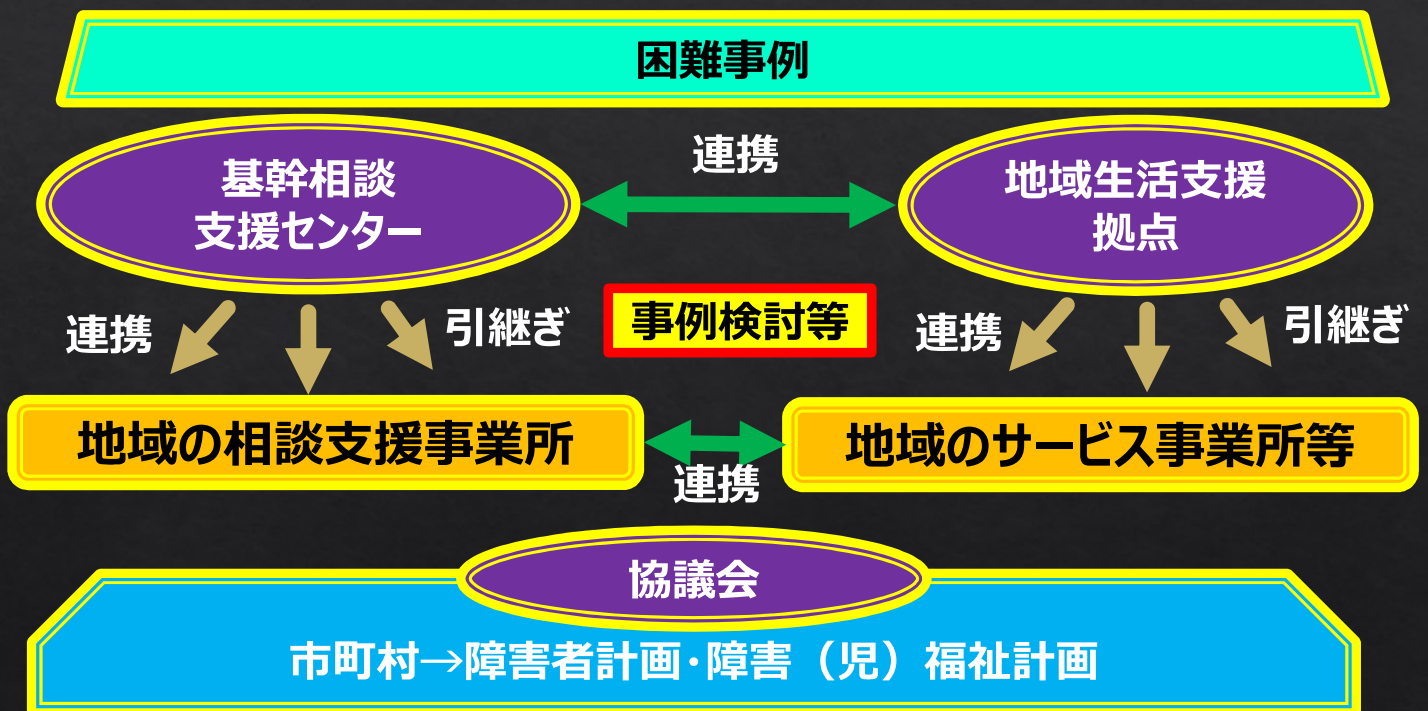 困難事例
連携
基幹相談
支援センター
地域生活支援
拠点
連携
引継ぎ
事例検討等
連携
引継ぎ
地域の相談支援事業所
連携
地域のサービス事業所等
協議会
市町村→障害者計画・障害（児）福祉計画